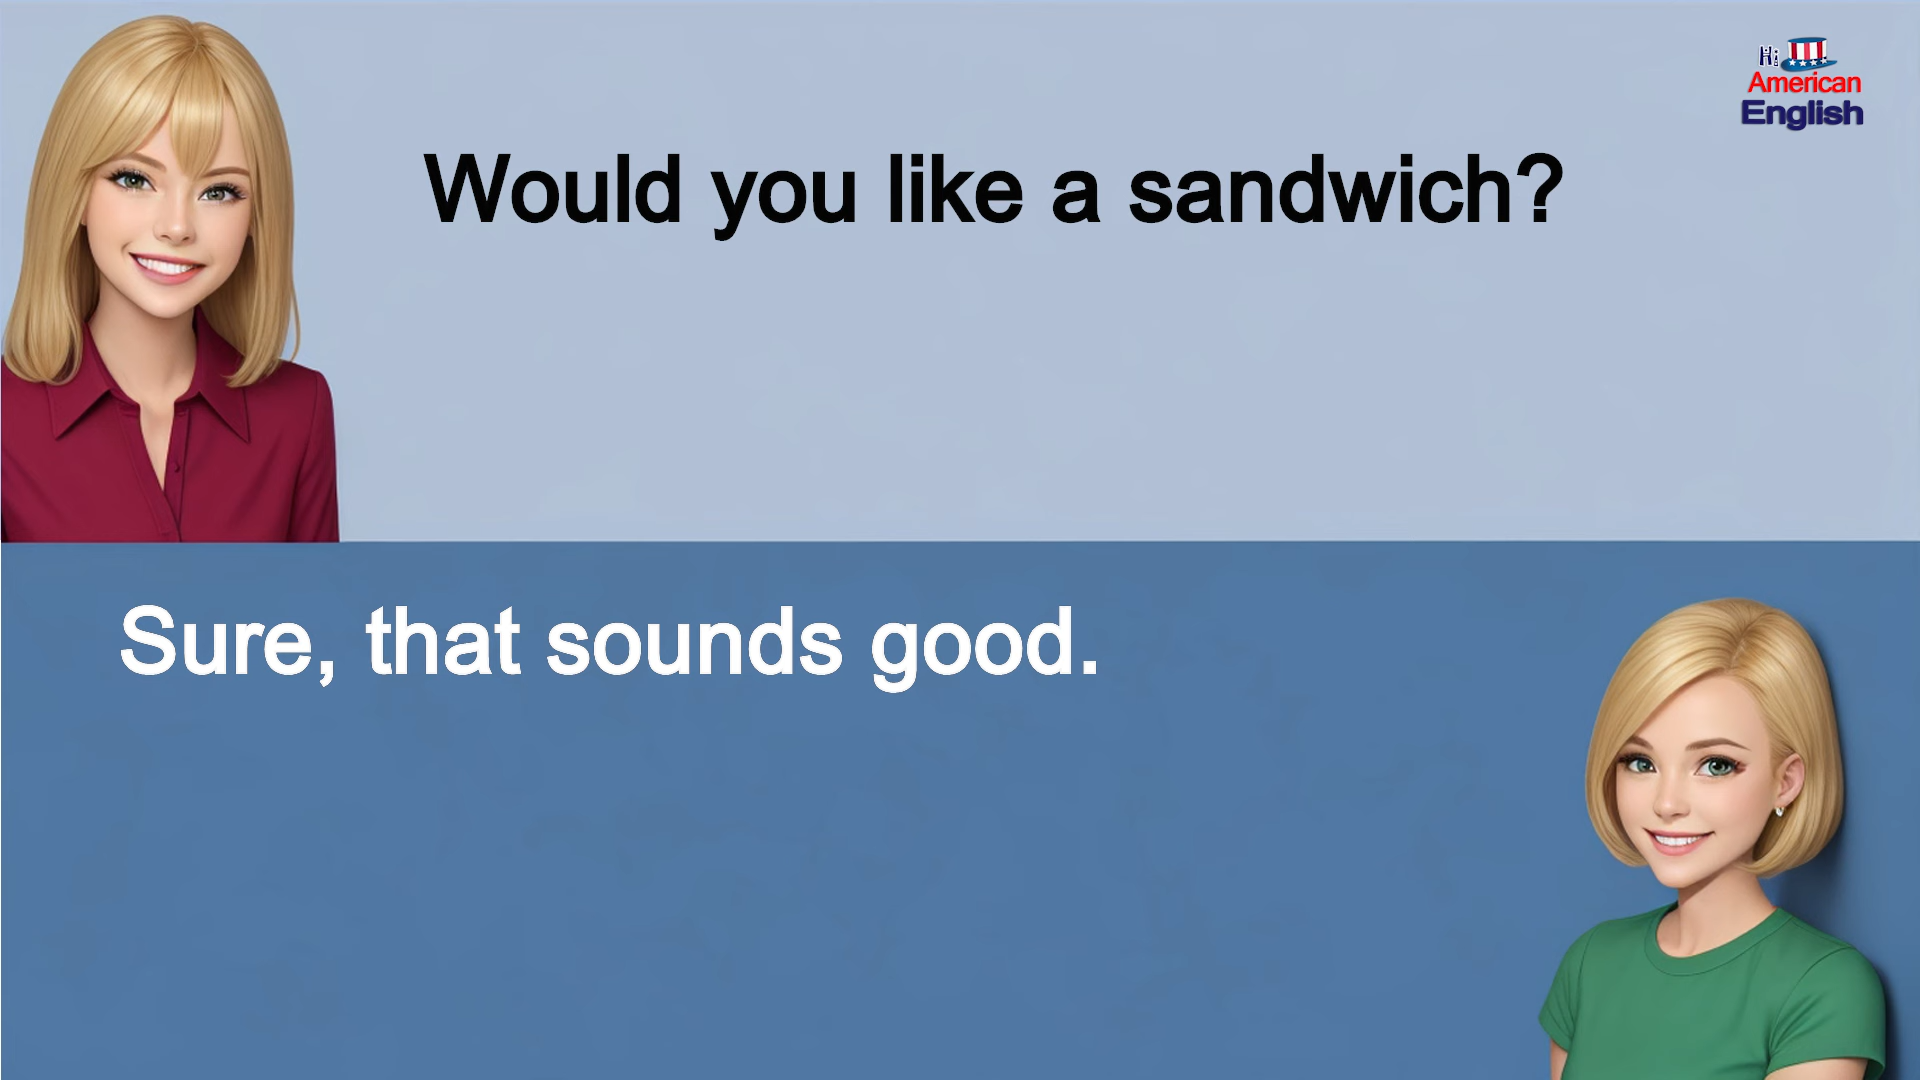 Hi
American
English
Would you like a sandwich?
Sure, that sounds good.